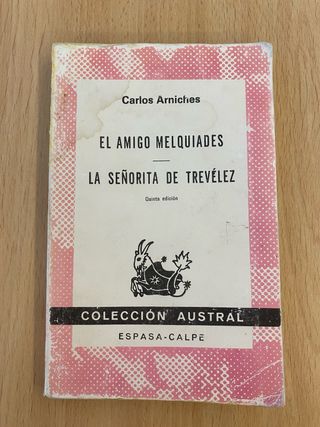 Carlos Arniches
EL AMIGO MELQUIADES
LA SEÑORITA DE TREVÉLEZ
Quinta edición
COLECCIÓN AUSTRAL
ESPASA-CALPE